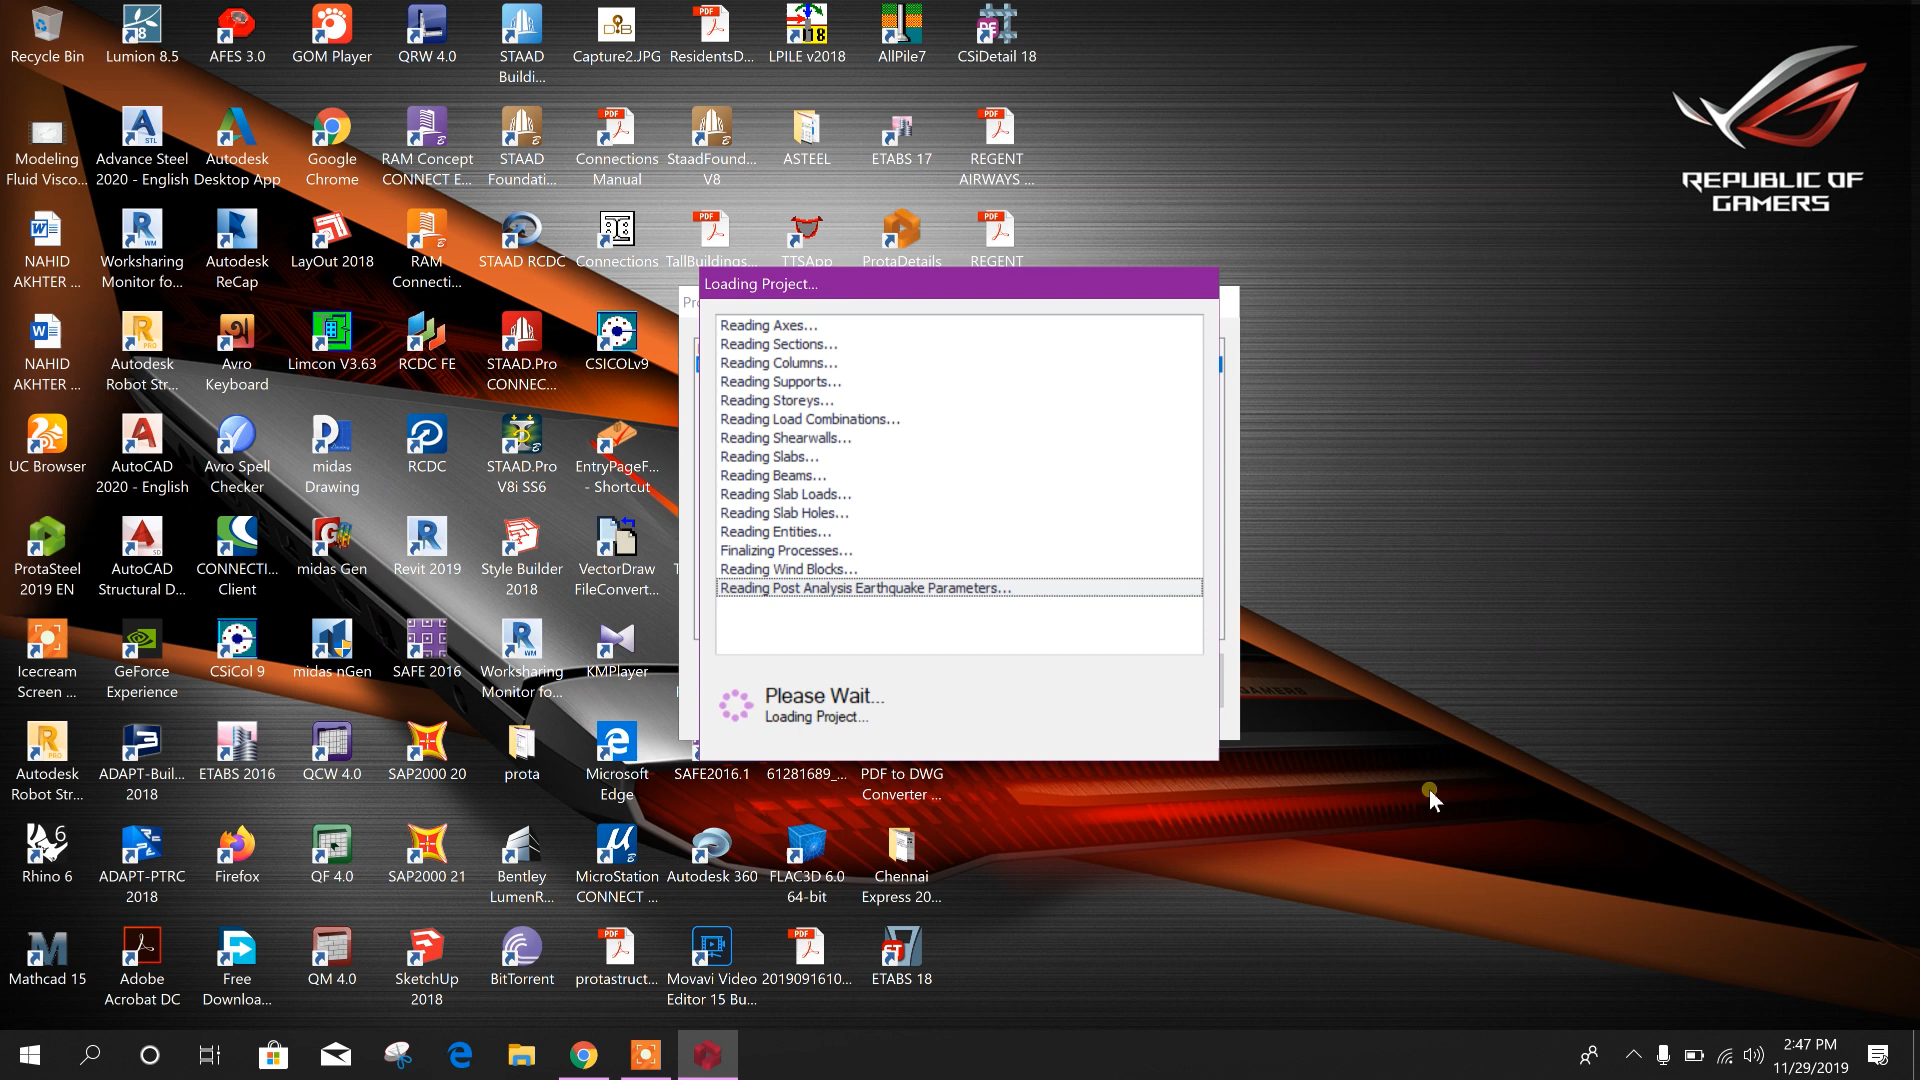 Recycle Bin
Lumion 8.5
AFES 3.0
GOM Player
QRW 4.0
STAAD
Buildi...
Capture2.JPG
ResidentsD...
LPILE v2018
AllPile7
CSiDetail 18
Modeling
Fluid Visco...
Advance Steel
2020 - English
Autodesk
Desktop App
Google
Chrome
RAM Concept
CONNECT E...
STAAD
Foundati...
Connections
Manual
StaadFound...
V8
ASTEEL
ETABS 17
REGENT
AIRWAYS ...
REPUBLIC OF
GAMERS
NAHID
AKHTER ...
Worksharing
Monitor fo...
Autodesk
ReCap
LayOut 2018
RAM
Connecti...
STAAD RCDC
Connections
TallBuildings...
TTSApp
ProtaDetails
REGENT
Loading Project...
Reading Axes...
Reading Sections...
Reading Columns...
Reading Supports...
Reading Storeys...
Reading Load Combinations...
Reading Shearwalls...
Reading Slabs...
Reading Beams...
Reading Slab Loads...
Reading Slab Holes...
Reading Entities...
Finalizing Processes...
Reading Wind Blocks...
Reading Post Analysis Earthquake Parameters...
Please Wait...
Loading Project...
NAHID
AKHTER ...
Autodesk
Robot Str...
Avro
Keyboard
Limcon V3.63
RCDC FE
STAAD.Pro
CONNEC...
CSICOLv9
UC Browser
AutoCAD
2020 - English
Avro Spell
Checker
midas
Drawing
RCDC
STAAD.Pro
V8i SS6
EntryPageF...
- Shortcut
ProtaSteel
2019 EN
AutoCAD
Structural D...
CONNECTI...
Client
midas Gen
Revit 2019
Style Builder
2018
VectorDraw
FileConvert...
Icecream
Screen ...
GeForce
Experience
CSiCol 9
midas nGen
SAFE 2016
Worksharing
Monitor fo...
KMPlayer
Autodesk
Robot Str...
ADAPT-Buil...
2018
ETABS 2016
QCW 4.0
SAP2000 20
prota
Microsoft
Edge
SAFE2016.1
61281689_...
PDF to DWG
Converter ...
Rhino 6
ADAPT-PTRC
2018
Firefox
QF 4.0
SAP2000 21
Bentley
LumenR...
MicroStation
CONNECT ...
Autodesk 360
FLAC3D 6.0
64-bit
Chennai
Express 20...
Mathcad 15
Adobe
Acrobat DC
Free
Downloa...
QM 4.0
SketchUp
2018
BitTorrent
protastruct...
Movavi Video
Editor 15 Bu...
2019091610...
ETABS 18
2:47 PM
11/29/2019